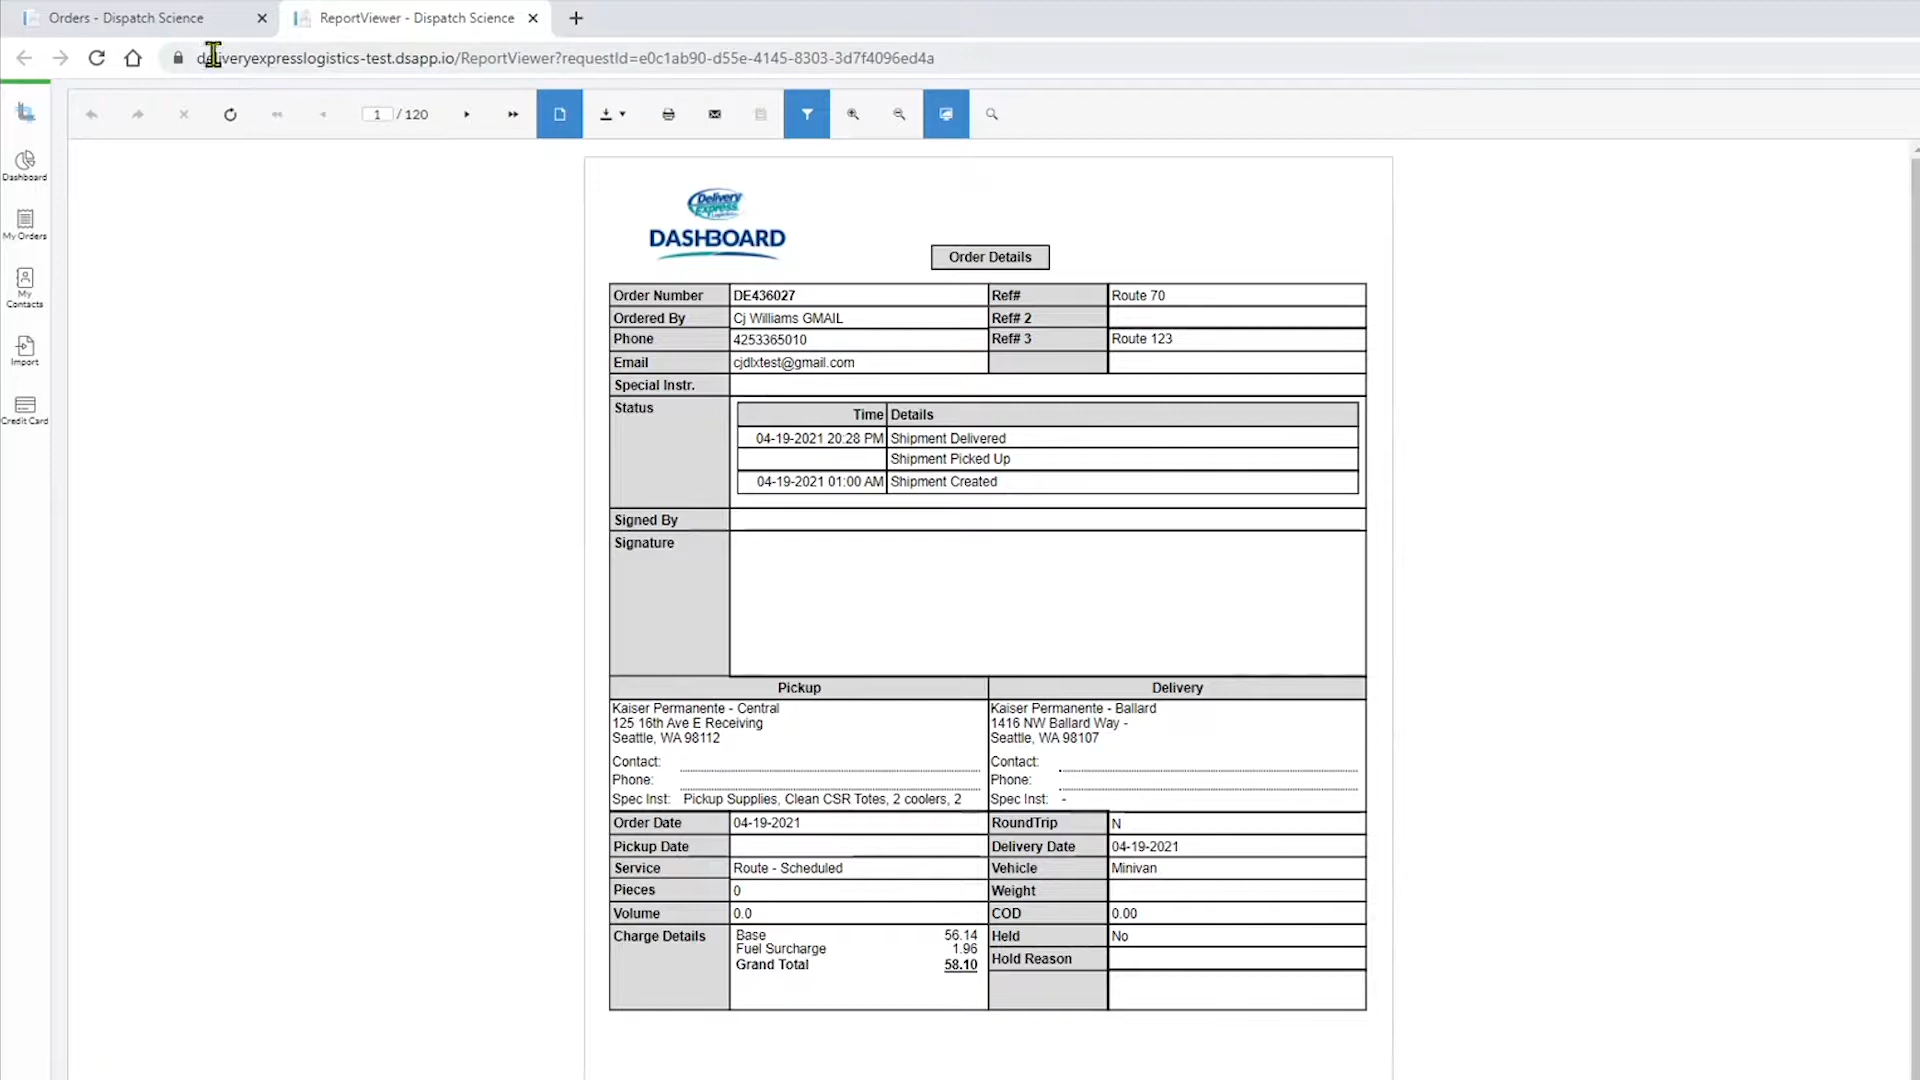 Orders - Dispatch Science
ReportViewer - Dispatch Science
deliveryexpresslogistics-test.dsapp.io/ReportViewer?requestId=e0c1ab90-d55e-4145-8303-3d7f4096ed4a
1 / 120
Dashboard
My Orders
My Contacts
Import
Credit Card
Delivery
Express
Logistics
DASHBOARD
Order Details
Order Number DE436027 Ref# Route 70
Ordered By Cj Williams GMAIL Ref# 2
Phone 4253365010 Ref# 3 Route 123
Email cjdlxtest@gmail.com
Special Instr.
Status
Time Details
04-19-2021 20:28 PM Shipment Delivered
Shipment Picked Up
04-19-2021 01:00 AM Shipment Created
Signed By
Signature
Pickup Delivery
Kaiser Permanente - Central Kaiser Permanente - Ballard
125 16th Ave E Receiving 1416 NW Ballard Way -
Seattle, WA 98112 Seattle, WA 98107
Contact: Contact:
Phone: Phone:
Spec Inst: Pickup Supplies, Clean CSR Totes, 2 coolers, 2 Spec Inst: -
Order Date 04-19-2021 RoundTrip N
Pickup Date Delivery Date 04-19-2021
Service Route - Scheduled Vehicle Minivan
Pieces 0 Weight
Volume 0.0 COD 0.00
Charge Details Base 56.14 Held No
Fuel Surcharge 1.96 Hold Reason
Grand Total 58.10